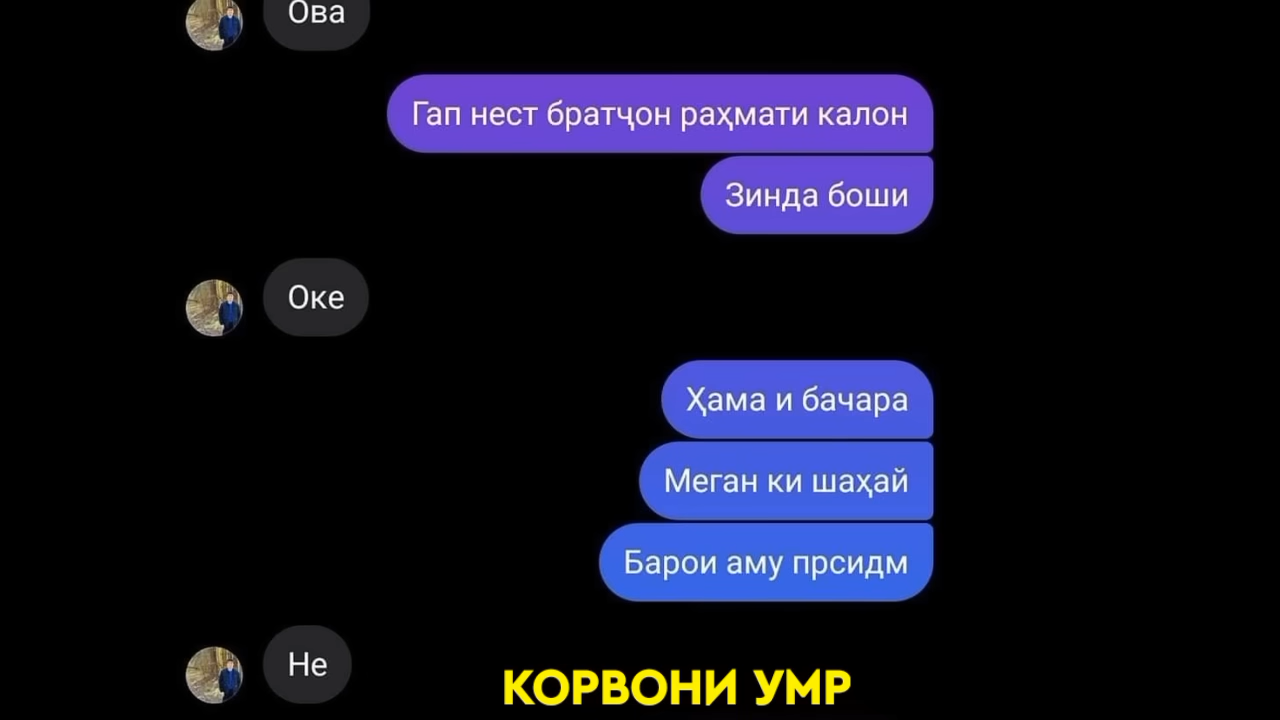 Ова
Гап нест братҷон раҳмати калон
Зинда боши
Оке
Ҳама и бачара
Меган ки шаҳай
Барои аму прсидм
Не
КОРВОНИ УМР